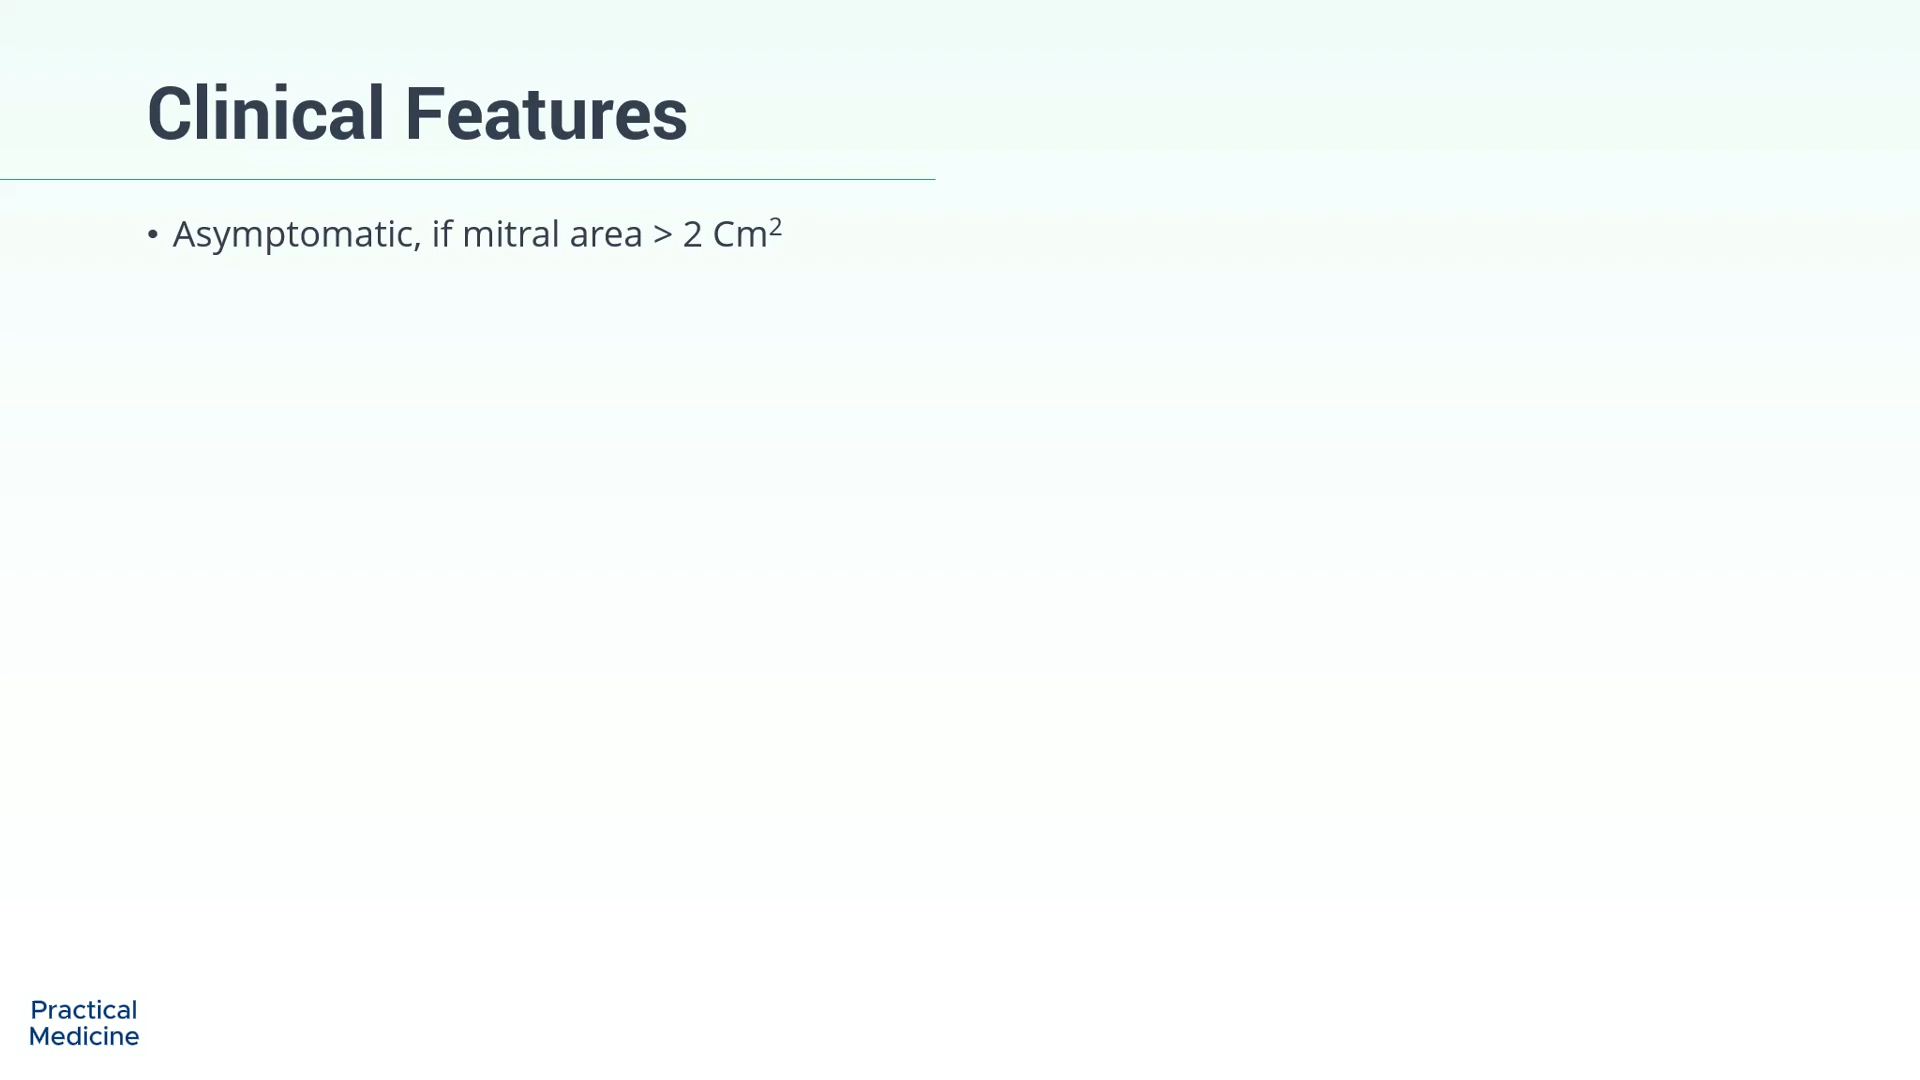 Clinical Features
• Asymptomatic, if mitral area > 2 Cm²
Practical
Medicine